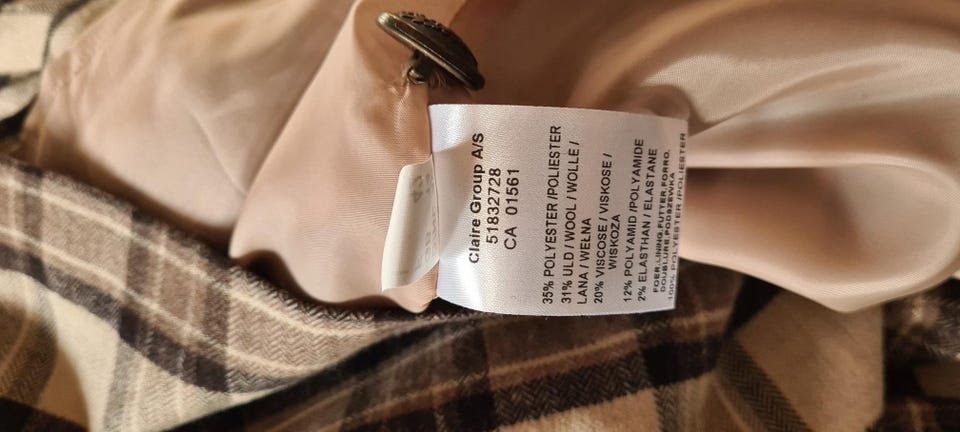 Claire Group A/S
51832728
CA 01561
35% POLYESTER /POLIESTER
31% ULD / WOOL / WOLLE /
LANA / WEŁNA
20% VISCOSE / VISKOSE /
WISKOZA
12% POLYAMID /POLYAMIDE
2% ELASTHAN / ELASTANE
FOER,LINING,FUTTER,FORRO,
DOUBLURE,PODSZEWKA
100% POLYESTER /POLIESTER